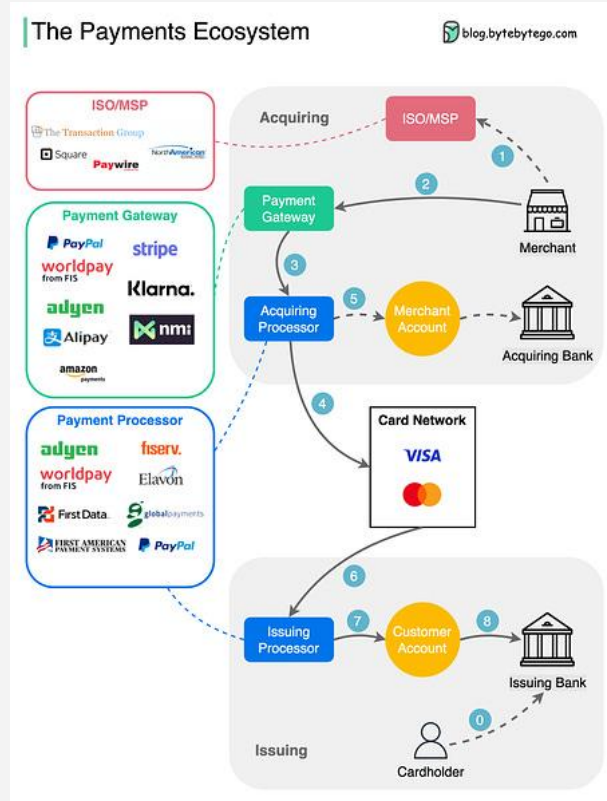 The Payments Ecosystem
blog.bytebytego.com
ISO/MSP
The Transaction Group
Square
Paywire
NorthAmerican
Acquiring
ISO/MSP
1
2
Merchant
Payment Gateway
PayPal
stripe
worldpay
from FIS
Klarna.
adyen
Alipay
nmi
amazon
payments
Payment
Gateway
3
Acquiring
Processor
5
Merchant
Account
Acquiring Bank
4
Payment Processor
adyen
fiserv.
worldpay
from FIS
Elavon
First Data.
globalpayments
FIRST AMERICAN
PAYMENT SYSTEMS
PayPal
Card Network
VISA
6
Issuing
Processor
7
Customer
Account
8
Issuing Bank
0
Issuing
Cardholder